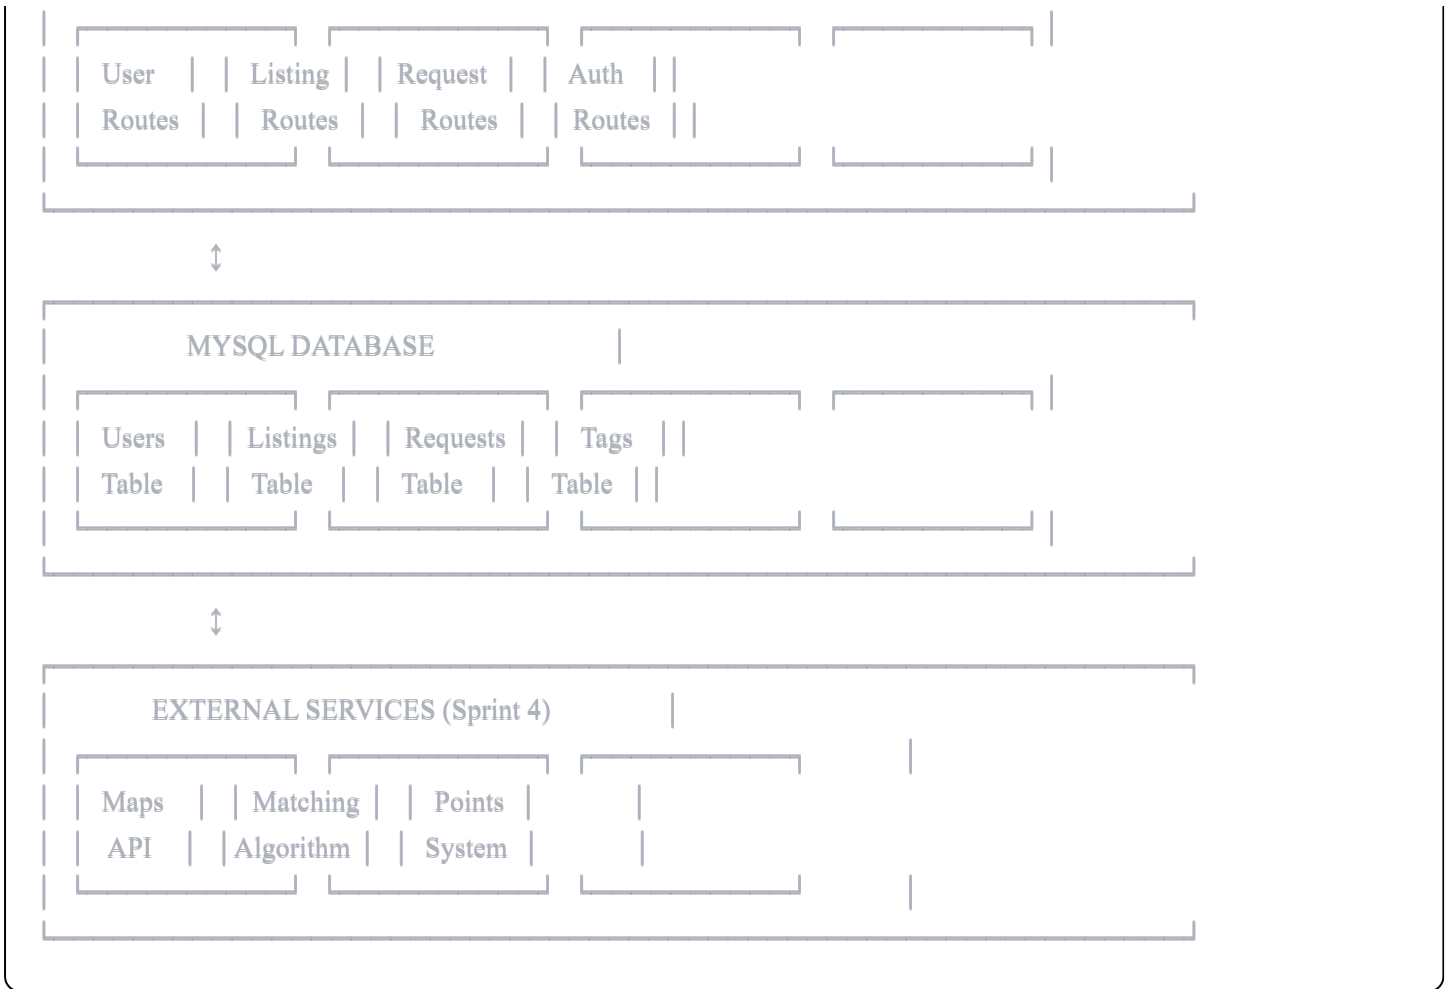 User Listing Request Auth
Routes Routes Routes Routes
↕
MYSQL DATABASE
Users Listings Requests Tags
Table Table Table Table
↕
EXTERNAL SERVICES (Sprint 4)
Maps Matching Points
API Algorithm System